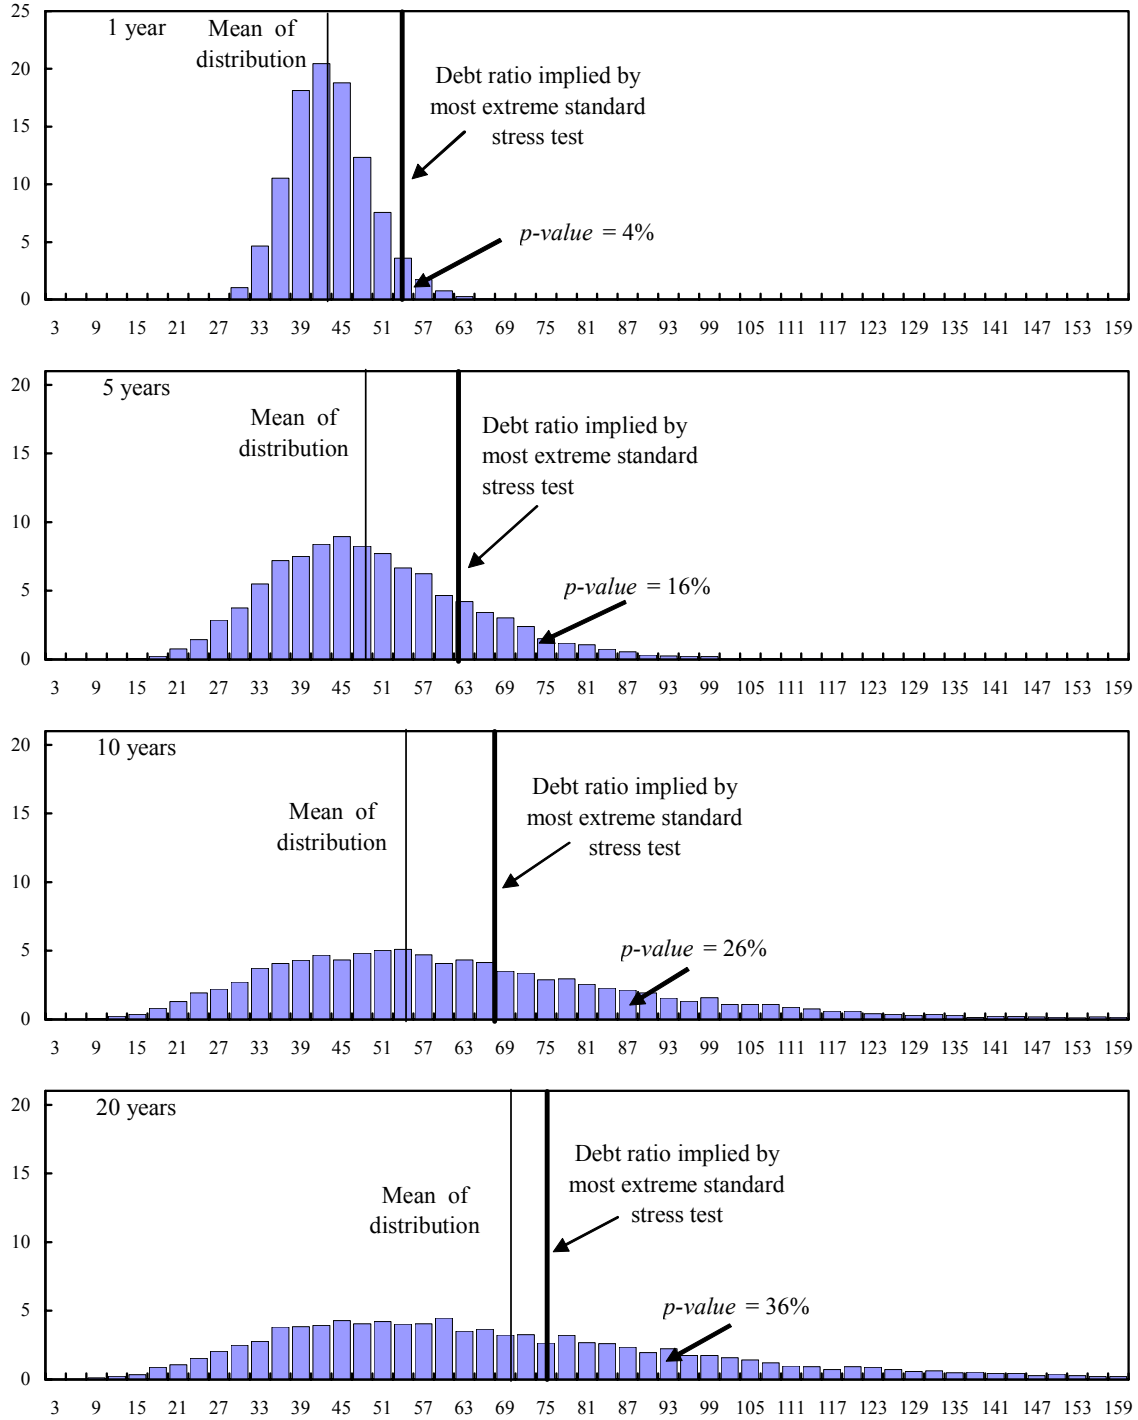 25
1 year
Mean of
distribution
20
Debt ratio implied by
most extreme standard
stress test
15
10
p-value = 4%
5
0
3 9 15 21 27 33 39 45 51 57 63 69 75 81 87 93 99 105 111 117 123 129 135 141 147 153 159
20
5 years
Mean of
distribution
Debt ratio implied by
most extreme standard
stress test
15
10
p-value = 16%
5
0
3 9 15 21 27 33 39 45 51 57 63 69 75 81 87 93 99 105 111 117 123 129 135 141 147 153 159
20
10 years
Debt ratio implied by
most extreme standard
stress test
Mean of
distribution
15
10
p-value = 26%
5
0
3 9 15 21 27 33 39 45 51 57 63 69 75 81 87 93 99 105 111 117 123 129 135 141 147 153 159
20
20 years
Debt ratio implied by
most extreme standard
stress test
Mean of
distribution
15
10
p-value = 36%
5
0
3 9 15 21 27 33 39 45 51 57 63 69 75 81 87 93 99 105 111 117 123 129 135 141 147 153 159